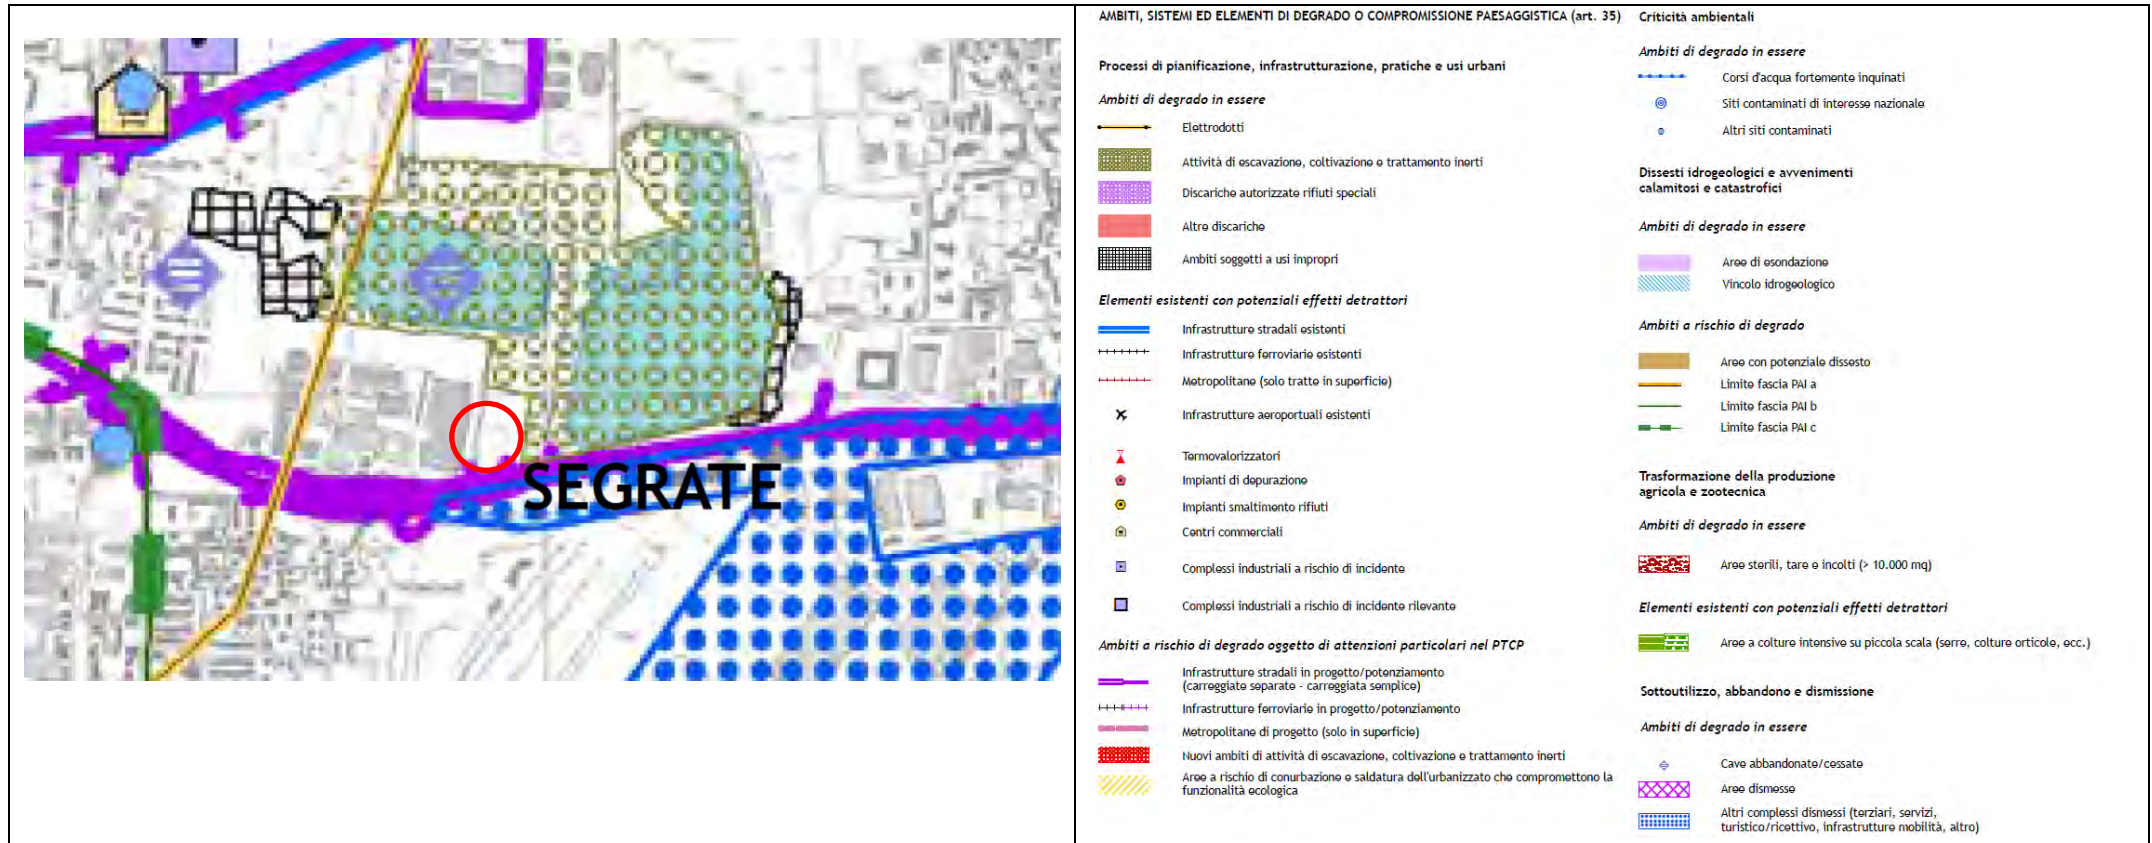 SEGRATE
AMBITI, SISTEMI ED ELEMENTI DI DEGRADO O COMPROMISSIONE PAESAGGISTICA (art. 35)
Processi di pianificazione, infrastrutturazione, pratiche e usi urbani
Ambiti di degrado in essere
Elettrodotti
Attività di escavazione, coltivazione e trattamento inerti
Discariche autorizzate rifiuti speciali
Altre discariche
Ambiti soggetti a usi impropri
Elementi esistenti con potenziali effetti detrattori
Infrastrutture stradali esistenti
Infrastrutture ferroviarie esistenti
Metropolitane (solo tratte in superficie)
Infrastrutture aeroportuali esistenti
Termovalorizzatori
Impianti di depurazione
Impianti smaltimento rifiuti
Centri commerciali
Complessi industriali a rischio di incidente
Complessi industriali a rischio di incidente rilevante
Ambiti a rischio di degrado oggetto di attenzioni particolari nel PTCP
Infrastrutture stradali in progetto/potenziamento
(carreggiate separate - carreggiata semplice)
Infrastrutture ferroviarie in progetto/potenziamento
Metropolitane di progetto (solo in superficie)
Nuovi ambiti di attività di escavazione, coltivazione e trattamento inerti
Aree a rischio di conurbazione e saldatura dell'urbanizzato che compromettono la
funzionalità ecologica
Criticità ambientali
Ambiti di degrado in essere
Corsi d'acqua fortemente inquinati
Siti contaminati di interesse nazionale
Altri siti contaminati
Dissesti idrogeologici e avvenimenti
calamitosi e catastrofici
Ambiti di degrado in essere
Aree di esondazione
Vincolo idrogeologico
Ambiti a rischio di degrado
Aree con potenziale dissesto
Limite fascia PAI a
Limite fascia PAI b
Limite fascia PAI c
Trasformazione della produzione
agricola e zootecnica
Ambiti di degrado in essere
Aree sterili, tare e incolti (> 10.000 mq)
Elementi esistenti con potenziali effetti detrattori
Aree a colture intensive su piccola scala (serre, colture orticole, ecc.)
Sottoutilizzo, abbandono e dismissione
Ambiti di degrado in essere
Cave abbandonate/cessate
Aree dismesse
Altri complessi dismessi (terziari, servizi,
turistico/ricettivo, infrastrutture mobilità, altro)